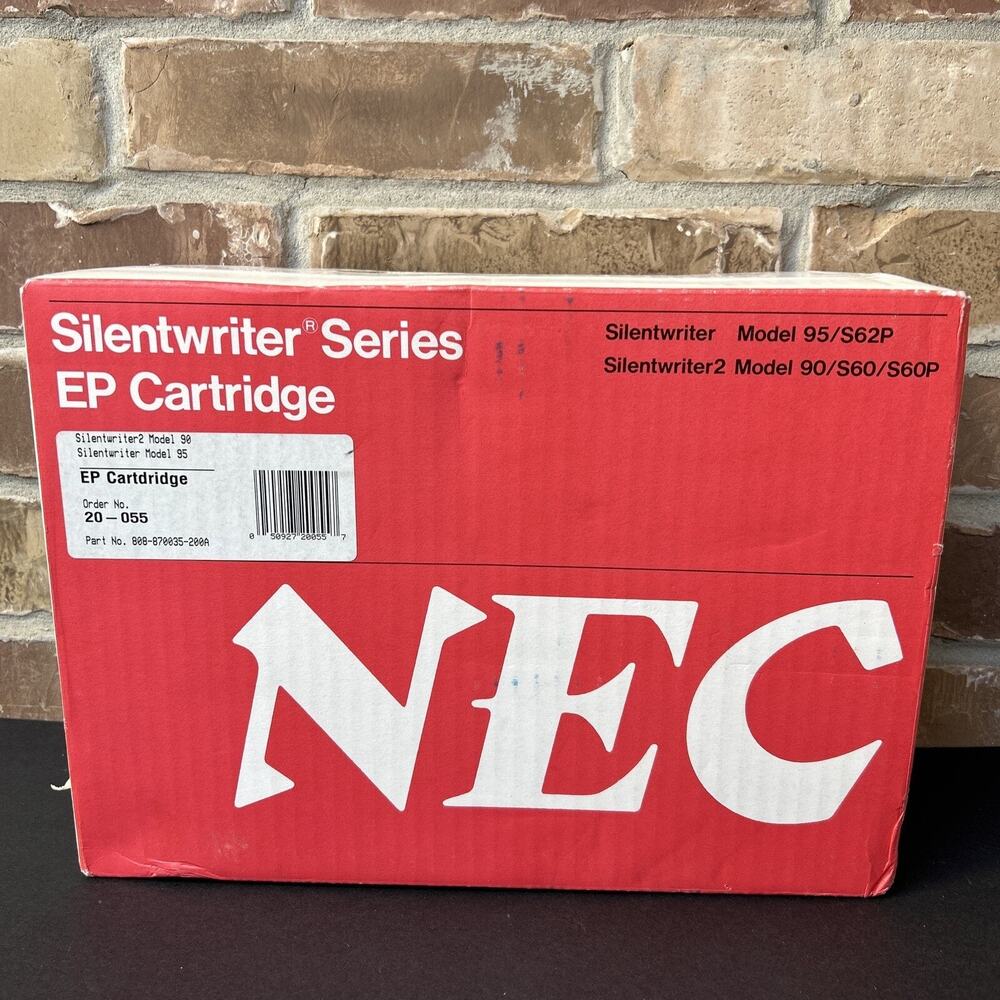 Silentwriter® Series
EP Cartridge
Silentwriter Model 95/S62P
Silentwriter2 Model 90/S60/S60P
Silentwriter2 Model 90
Silentwriter Model 95
EP Cartdridge
Order No.
20-055
Part No. 808-870035-200A
0 50927 20055 7
NEC